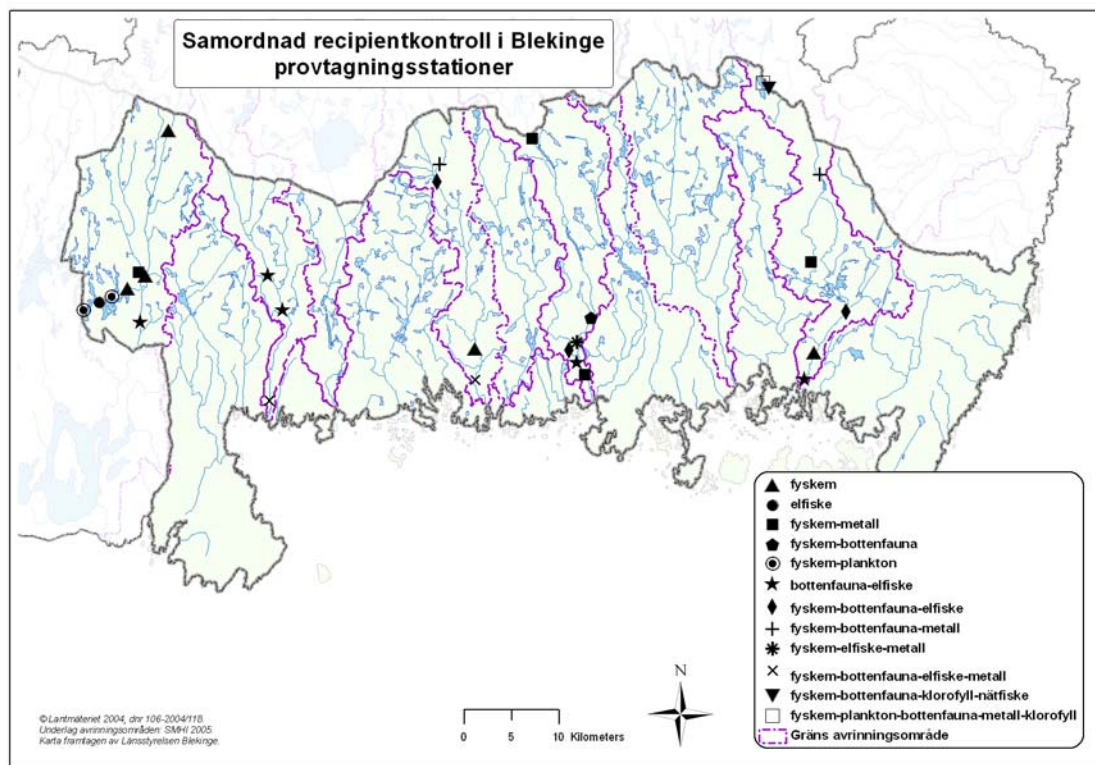 Samordnad recipientkontroll i Blekinge
provtagningsstationer
fyskem
elfiske
fyskem-metall
fyskem-bottenfauna
fyskem-plankton
bottenfauna-elfiske
fyskem-bottenfauna-elfiske
fyskem-bottenfauna-metall
fyskem-elfiske-metall
fyskem-bottenfauna-elfiske-metall
fyskem-bottenfauna-klorofyll-nätfiske
fyskem-plankton-bottenfauna-metall-klorofyll
Gräns avrinningsområde
N
0 5 10 Kilometers
© Lantmäteriet 2004, dnr 106-2004/118.
Underlag avrinningsområden: SMHI 2005.
Karta framtagen av Länsstyrelsen Blekinge.